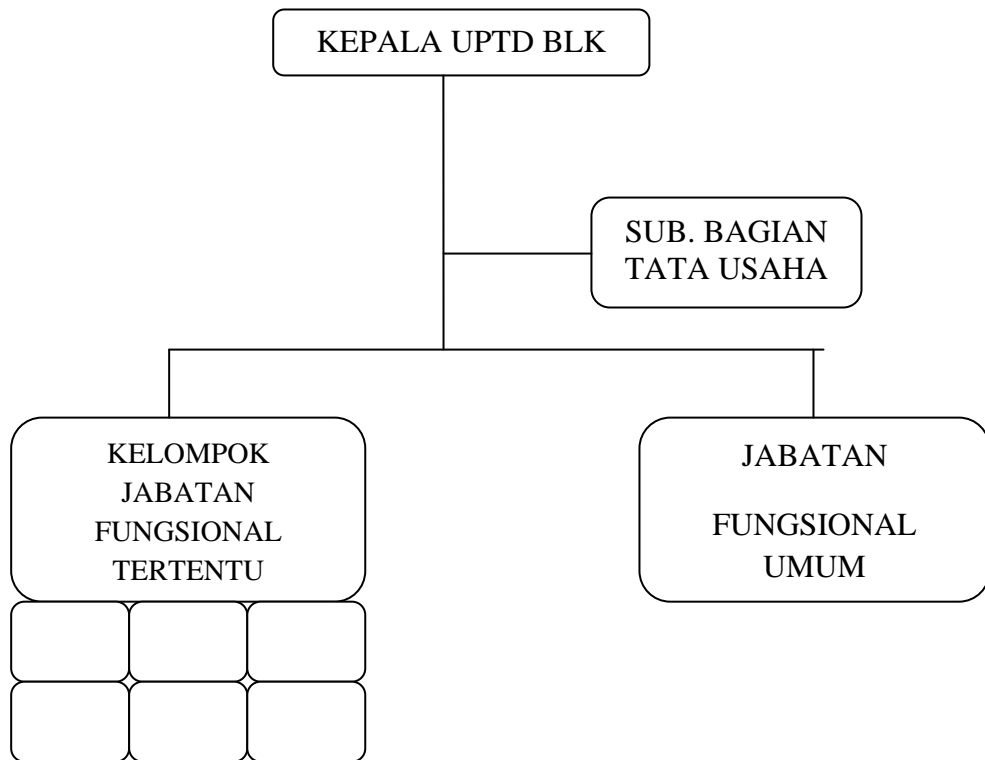 KEPALA UPTD BLK
SUB. BAGIAN
TATA USAHA
KELOMPOK
JABATAN
FUNGSIONAL
TERTENTU
JABATAN
FUNGSIONAL
UMUM